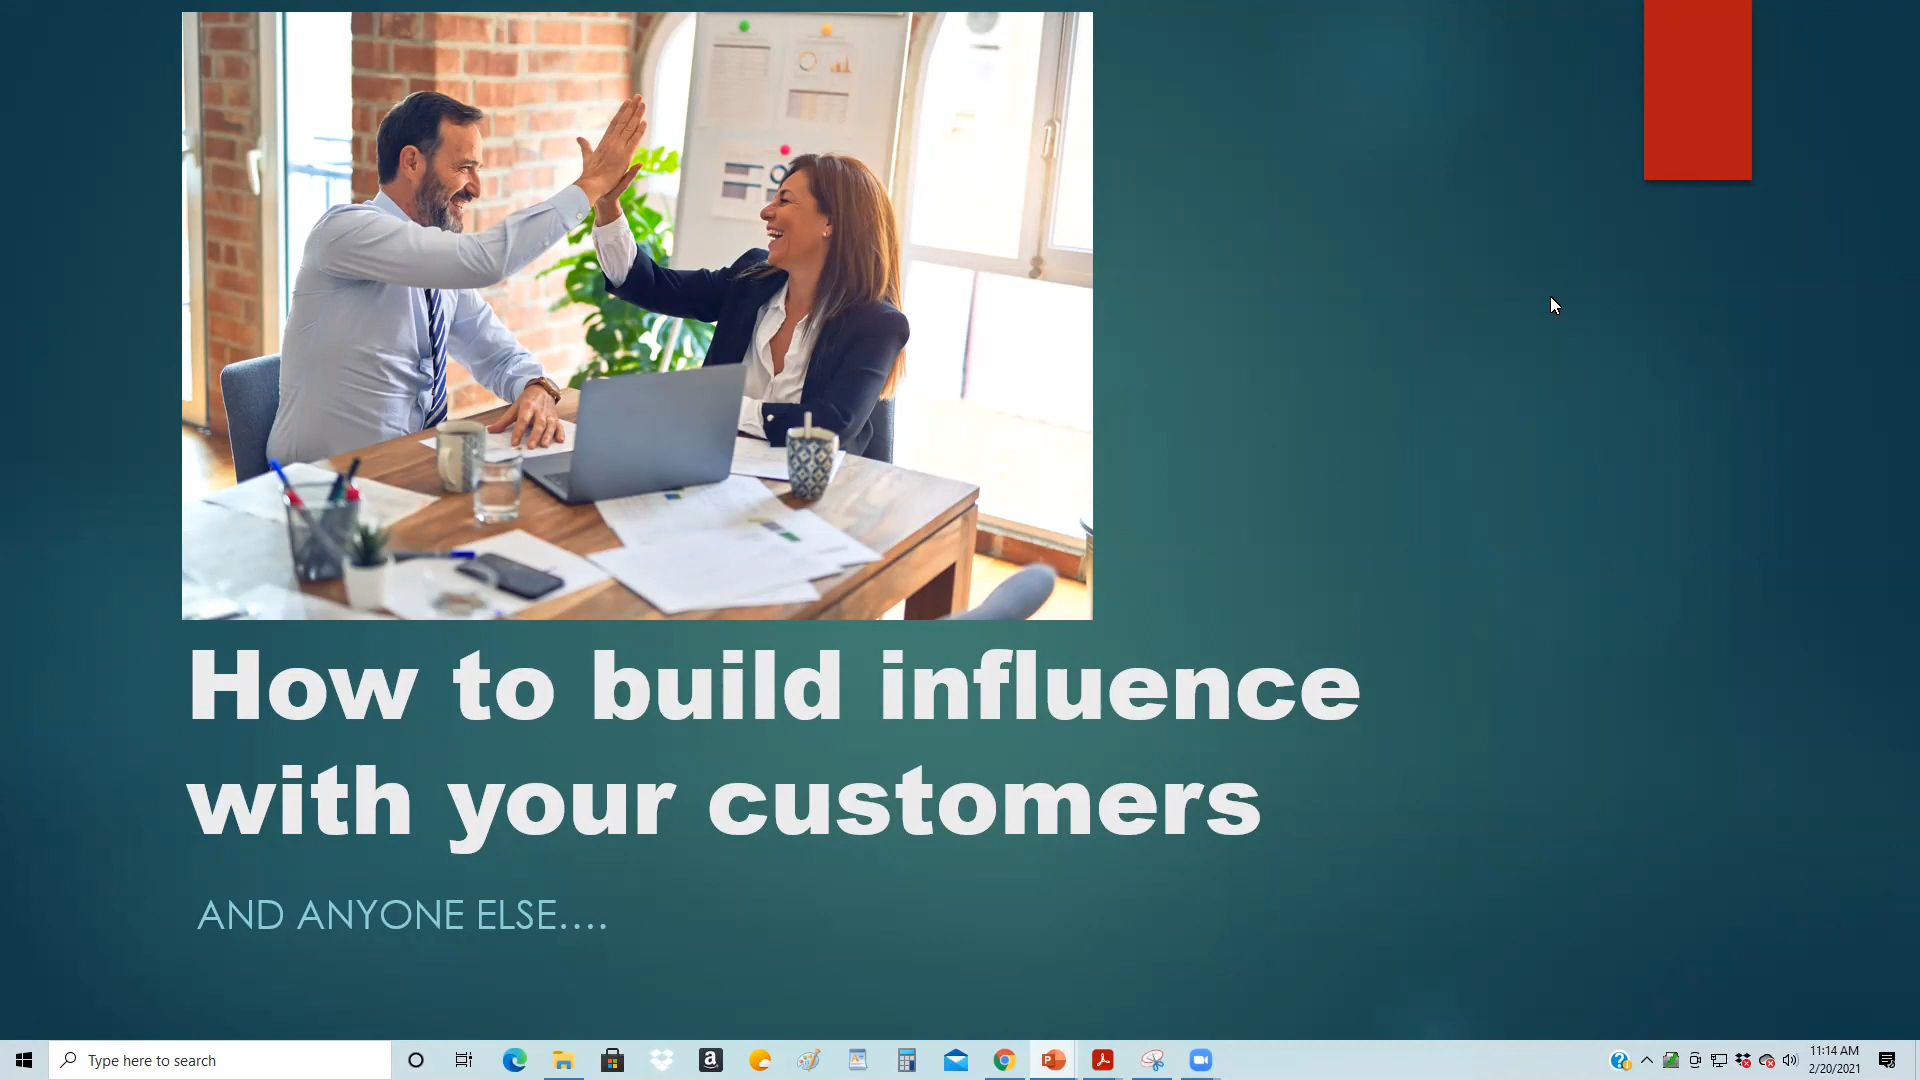 How to build influence
with your customers
AND ANYONE ELSE....
Type here to search
11:14 AM
2/20/2021